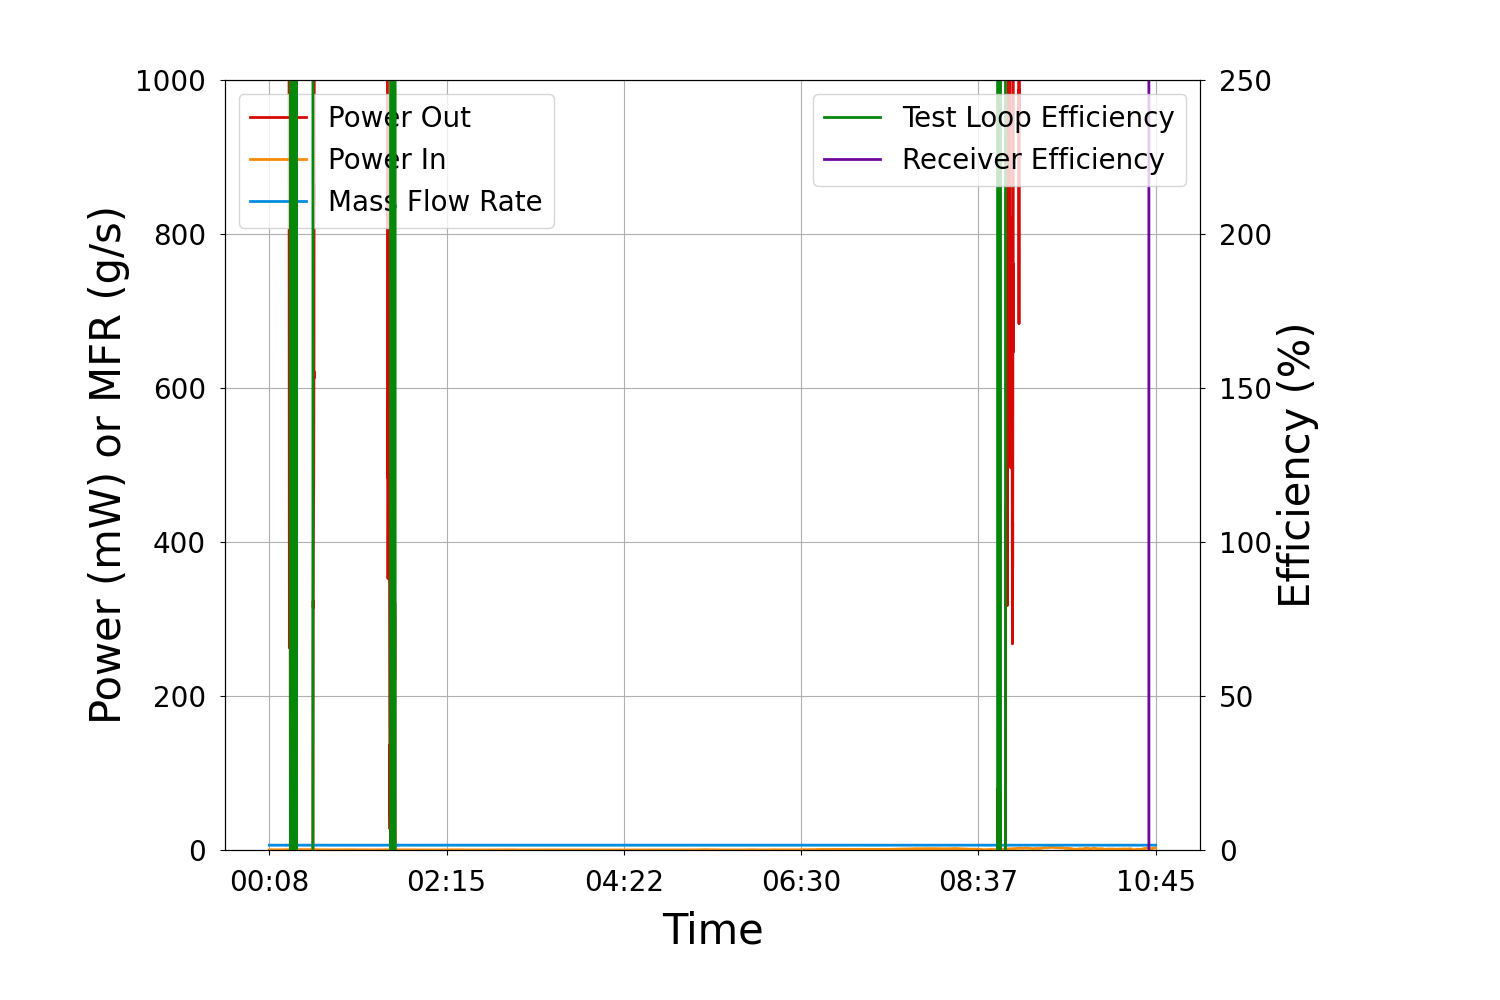 1000
800
600
400
200
0
Power (mW) or MFR (g/s)
Power Out
Power In
Mass Flow Rate
Test Loop Efficiency
Receiver Efficiency
250
200
150
100
50
0
Efficiency (%)
00:08 02:15 04:22 06:30 08:37 10:45
Time